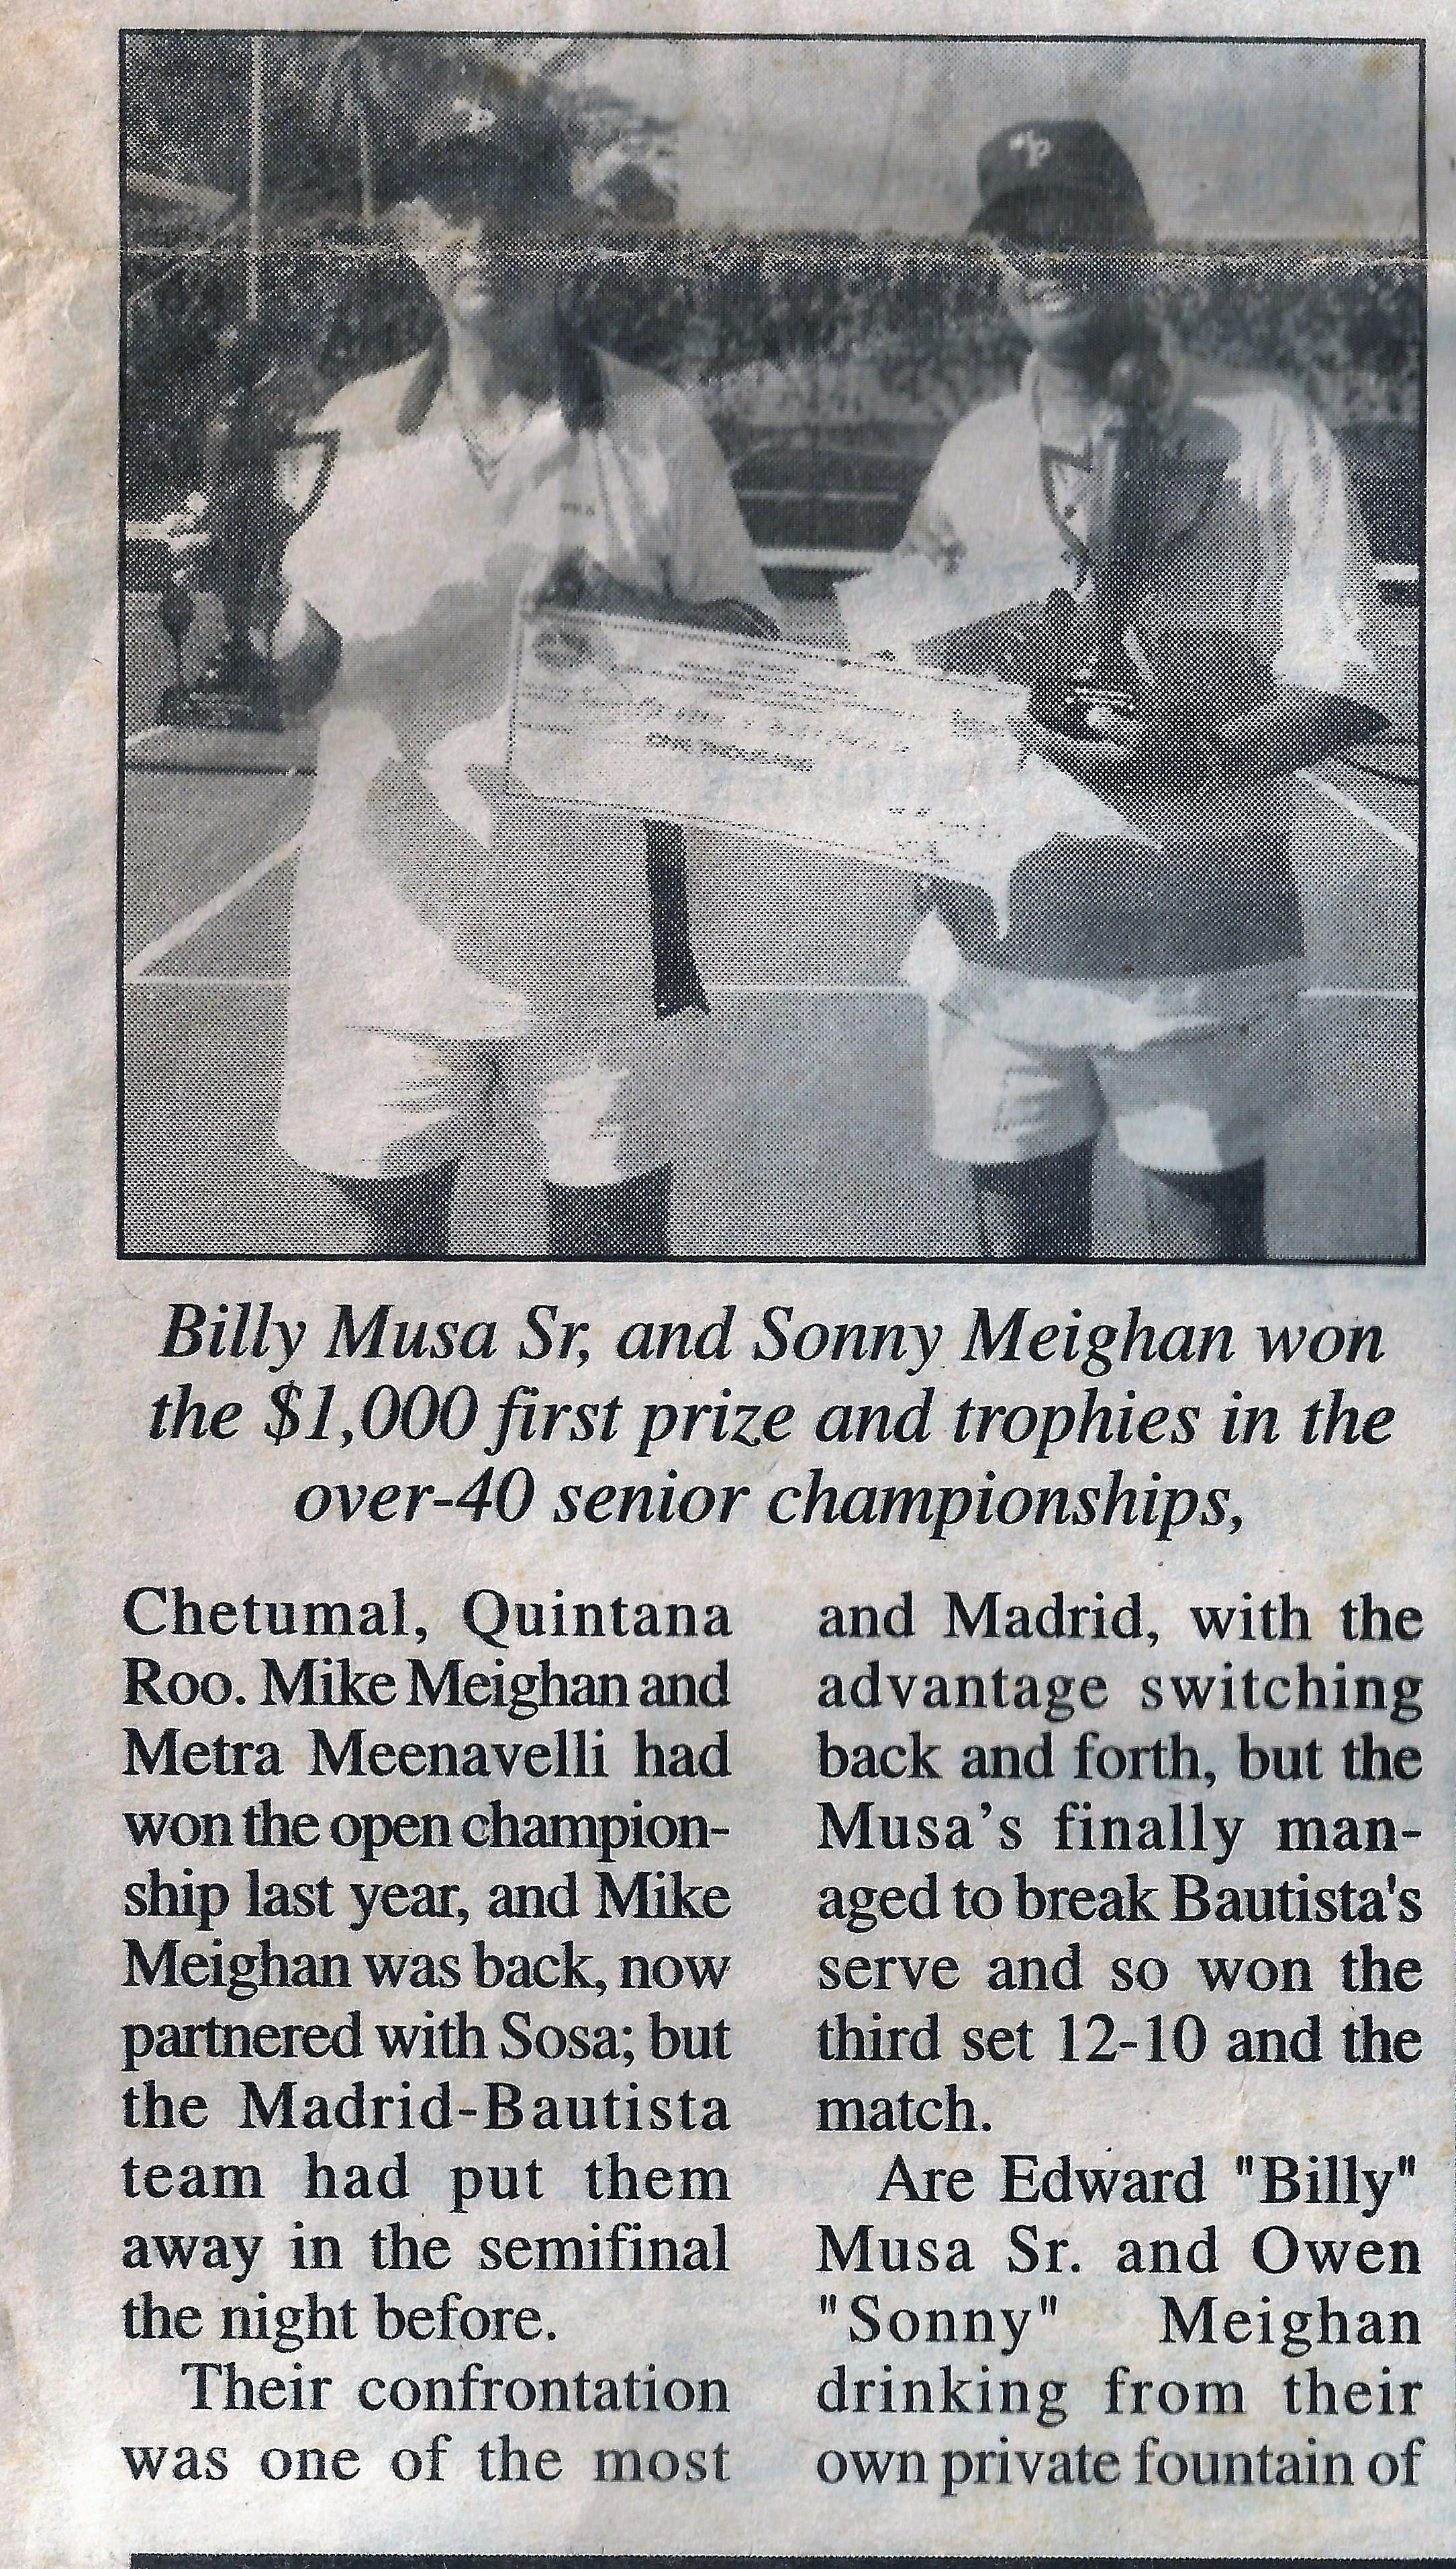 Billy Musa Sr, and Sonny Meighan won
the $1,000 first prize and trophies in the
over-40 senior championships,
Chetumal, Quintana
Roo. Mike Meighan and
Metra Meenavelli had
won the open champion-
ship last year, and Mike
Meighan was back, now
partnered with Sosa; but
the Madrid-Bautista
team had put them
away in the semifinal
the night before.
Their confrontation
was one of the most
and Madrid, with the
advantage switching
back and forth, but the
Musa's finally man-
aged to break Bautista's
serve and so won the
third set 12-10 and the
match.
Are Edward "Billy"
Musa Sr. and Owen
"Sonny" Meighan
drinking from their
own private fountain of